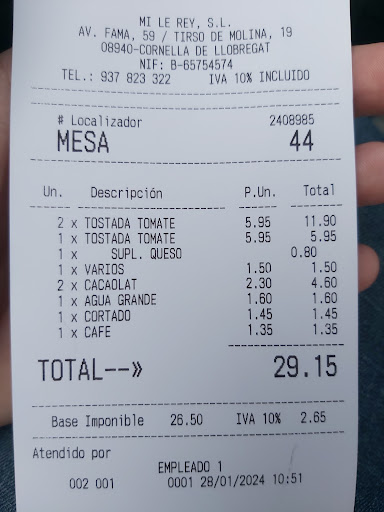 MI LE REY, S.L.
AV. FAMA, 59 / TIRSO DE MOLINA, 19
08940-CORNELLA DE LLOBREGAT
NIF: B-65754574
TEL.: 937 823 322 IVA 10% INCLUIDO
# Localizador 2408985
MESA 44
Un. Descripción P.Un. Total
2 x TOSTADA TOMATE 5.95 11.90
1 x TOSTADA TOMATE 5.95 5.95
1 x SUPL. QUESO 0.80
1 x VARIOS 1.50 1.50
2 x CACAOLAT 2.30 4.60
1 x AGUA GRANDE 1.60 1.60
1 x CORTADO 1.45 1.45
1 x CAFE 1.35 1.35
TOTAL--» 29.15
Base Imponible 26.50 IVA 10% 2.65
Atendido por
EMPLEADO 1
002 001 0001 28/01/2024 10:51